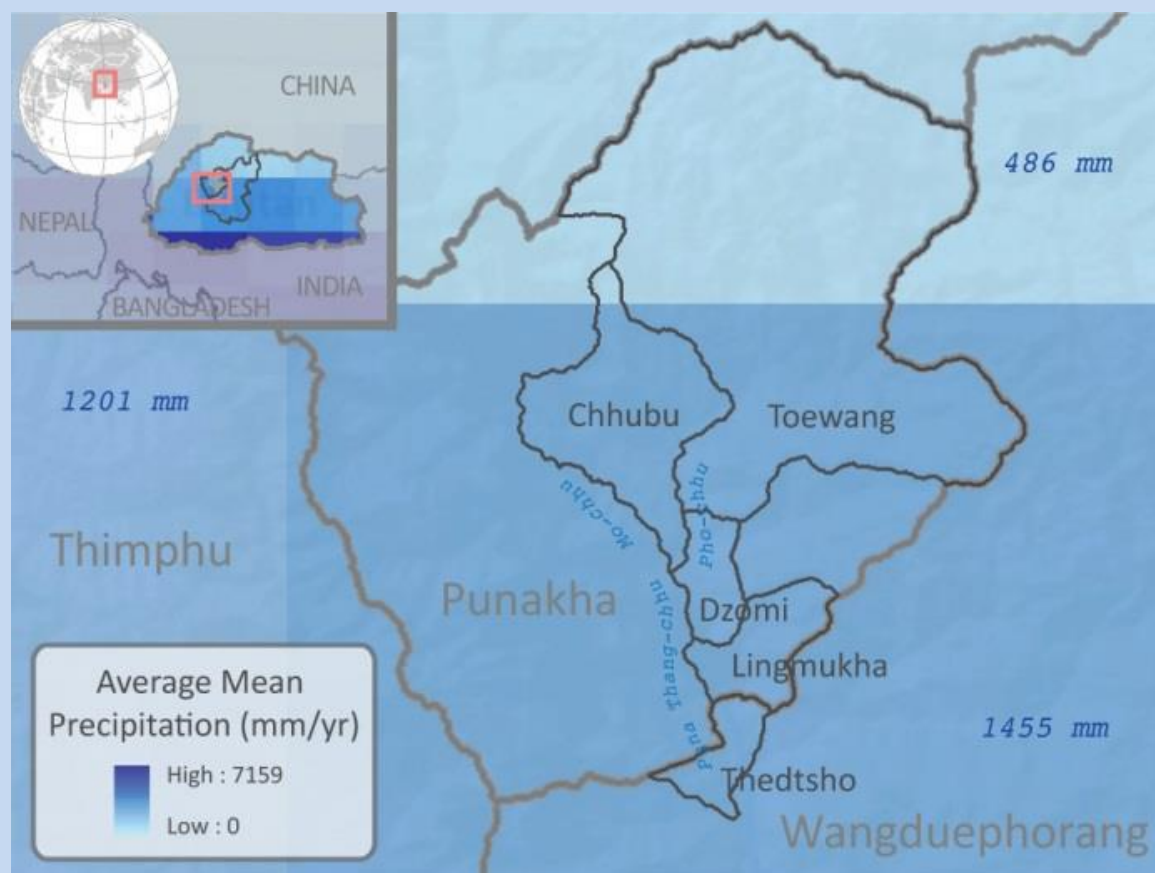 CHINA
NEPAL
INDIA
BANGLADESH
486 mm
1201 mm
Chhubu
Toewang
Mo-chhu
Pho-chhu
Thimphu
Punakha
Dzomi
Puna Thang-Chhu
Lingmukha
1455 mm
Thedtsho
Wangduephorang
Average Mean
Precipitation (mm/yr)
High : 7159
Low : 0